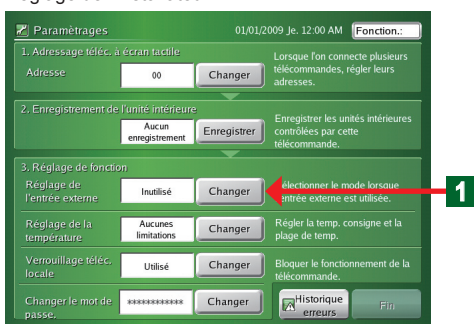 Paramétrages
01/01/2009 Je. 12:00 AM
Fonction.:
1. Adressage téléc. à écran tactile
Adresse
00
Changer
Lorsque l'on connecte plusieurs
télécommandes, régler leurs
adresses.
2. Enregistrement de l'unité intérieure
Aucun
enregistrement
Enregistrer
Enregistrer les unités intérieures
contrôlées par cette
télécommande.
3. Réglage de fonction
Réglage de
l'entrée externe
Inutilisé
Changer
Sélectionner le mode lorsque
l'entrée externe est utilisée.
1
Réglage de la
température
Aucunes
limitations
Changer
Régler la temp. consigne et la
plage de temp.
Verrouillage téléc.
locale
Utilisé
Changer
Bloquer le fonctionnement de la
télécommande.
Changer le mot de
passe.
************
Changer
Historique
erreurs
Fin